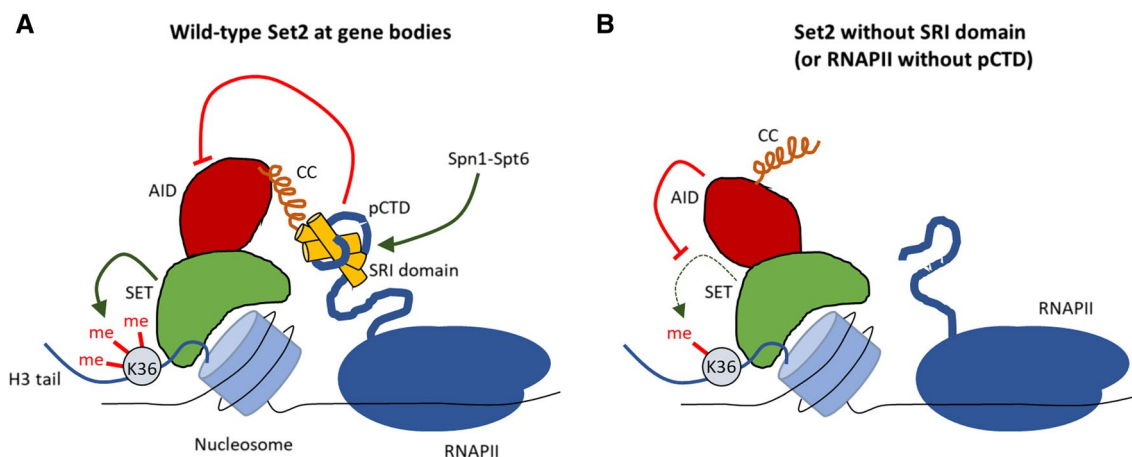 A
Wild-type Set2 at gene bodies
AID
CC
Spn1-Spt6
pCTD
SRI domain
SET
me
me
me
K36
H3 tail
Nucleosome
RNAPII
B
Set2 without SRI domain
(or RNAPII without pCTD)
CC
AID
SET
RNAPII
me
K36